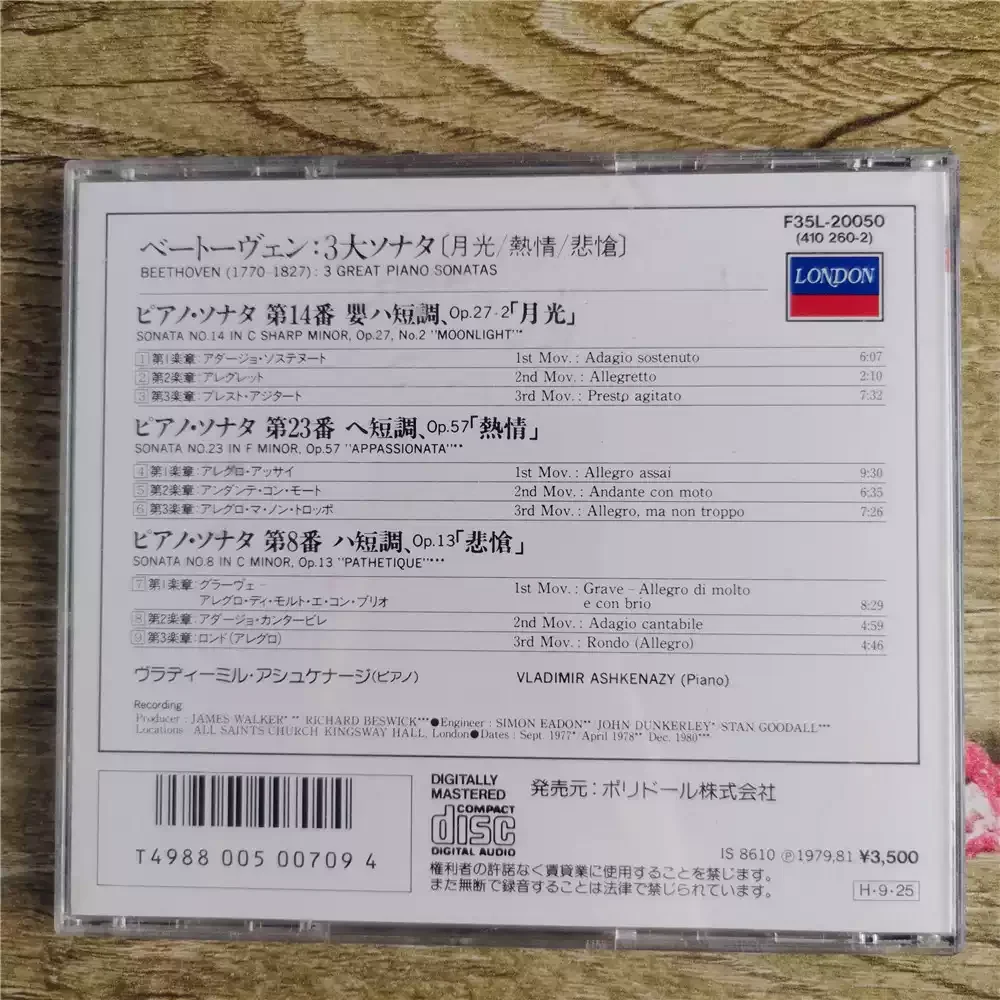 F35L-20050
(410 260-2)
LONDON
ベートーヴェン:3大ソナタ〔月光/熱情/悲愴〕
BEETHOVEN (1770-1827): 3 GREAT PIANO SONATAS
ピアノ・ソナタ 第14番 嬰ハ短調、Op.27-2「月光」
SONATA NO.14 IN C SHARP MINOR, Op.27, No.2 "MOONLIGHT"*
1 第1楽章:アダージョ・ソステヌート 1st Mov.: Adagio sostenuto 6:07
2 第2楽章:アレグレット 2nd Mov.: Allegretto 2:10
3 第3楽章:プレスト・アジタート 3rd Mov.: Presto agitato 7:32
ピアノ・ソナタ 第23番 ヘ短調、Op.57「熱情」
SONATA NO.23 IN F MINOR, Op.57 "APPASSIONATA"**
4 第1楽章:アレグロ・アッサイ 1st Mov.: Allegro assai 9:30
5 第2楽章:アンダンテ・コン・モート 2nd Mov.: Andante con moto 6:35
6 第3楽章:アレグロ・マ・ノン・トロッポ 3rd Mov.: Allegro, ma non troppo 7:26
ピアノ・ソナタ 第8番 ハ短調、Op.13「悲愴」
SONATA NO.8 IN C MINOR, Op.13 "PATHETIQUE"***
7 第1楽章:グラーヴェ- 1st Mov.: Grave-Allegro di molto
アレグロ・ディ・モルト・エ・コン・ブリオ e con brio 8:29
8 第2楽章:アダージョ・カンタービレ 2nd Mov.: Adagio cantabile 4:59
9 第3楽章:ロンド(アレグロ) 3rd Mov.: Rondo (Allegro) 4:46
ヴラディーミル・アシュケナージ(ピアノ) VLADIMIR ASHKENAZY (Piano)
Recording
Producer: JAMES WALKER* ** RICHARD BESWICK***●Engineer: SIMON EADON** JOHN DUNKERLEY* STAN GOODALL***
Locations ALL SAINTS CHURCH KINGSWAY HALL, London●Dates: Sept. 1977* April 1978** Dec. 1980***
T4988 005 00709 4
DIGITALLY
MASTERED
COMPACT
disc
DIGITAL AUDIO
発売元:ポリドール株式会社
IS 8610 Ⓟ1979,81 ¥3,500
権利者の許諾なく賃貸業に使用することを禁じます。
また無断で録音することは法律で禁じられています。
H・9・25